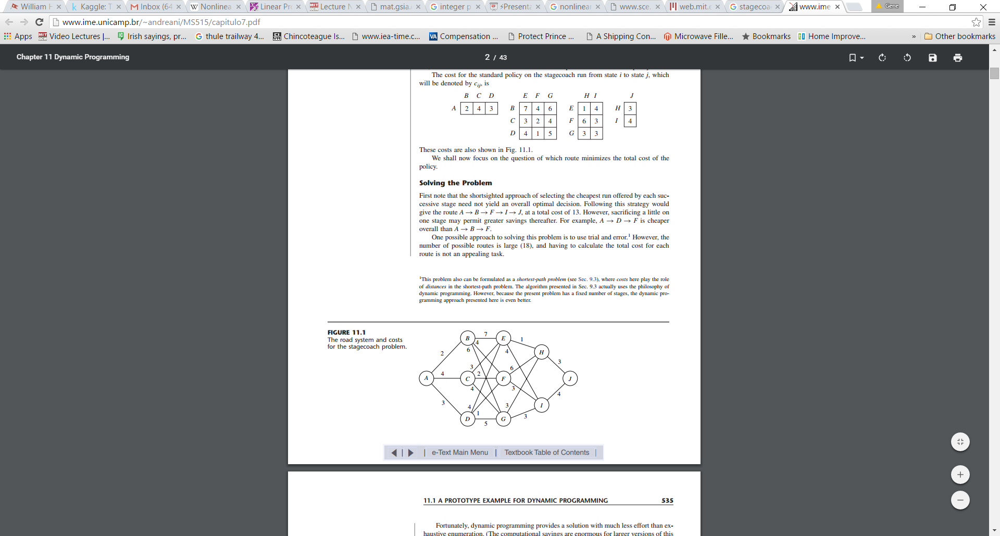 William H
Kaggle: T
Inbox (64
Nonlinea
Linear Pro
Lecture N
mat.gsia.
integer p
⚡Presenta
nonlinear
www.sce.
web.mit.e
stagecoa
www.ime
Gene
www.ime.unicamp.br/~andreani/MS515/capitulo7.pdf
Apps
Video Lectures |...
Irish sayings, pr...
thule trailway 4...
Chincoteague Is...
www.iea-time.c...
Compensation ...
Protect Prince ...
A Shipping Con...
Microwave Fille...
Bookmarks
Home Improve...
»
Other bookmarks
Chapter 11 Dynamic Programming
2 / 43
The cost for the standard policy on the stagecoach run from state i to state j, which
will be denoted by cij, is
B C D E F G H I J
A 2 4 3 B 7 4 6 E 1 4 H 3
C 3 2 4 F 6 3 I 4
D 4 1 5 G 3 3
These costs are also shown in Fig. 11.1.
We shall now focus on the question of which route minimizes the total cost of the
policy.
Solving the Problem
First note that the shortsighted approach of selecting the cheapest run offered by each suc-
cessive stage need not yield an overall optimal decision. Following this strategy would
give the route A → B → F → I → J, at a total cost of 13. However, sacrificing a little on
one stage may permit greater savings thereafter. For example, A → D → F is cheaper
overall than A → B → F.
One possible approach to solving this problem is to use trial and error.¹ However, the
number of possible routes is large (18), and having to calculate the total cost for each
route is not an appealing task.
¹This problem also can be formulated as a shortest-path problem (see Sec. 9.3), where costs here play the role
of distances in the shortest-path problem. The algorithm presented in Sec. 9.3 actually uses the philosophy of
dynamic programming. However, because the present problem has a fixed number of stages, the dynamic pro-
gramming approach presented here is even better.
FIGURE 11.1
The road system and costs
for the stagecoach problem.
B 7 E
4 1
6 4 H
2 3
3 6
A 4 C 2 F J
4 3
4
3 4 3 I
1 3
D 5 G
| e-Text Main Menu | Textbook Table of Contents |
11.1 A PROTOTYPE EXAMPLE FOR DYNAMIC PROGRAMMING 535
Fortunately, dynamic programming provides a solution with much less effort than ex-
haustive enumeration. (The computational savings are enormous for larger versions of this